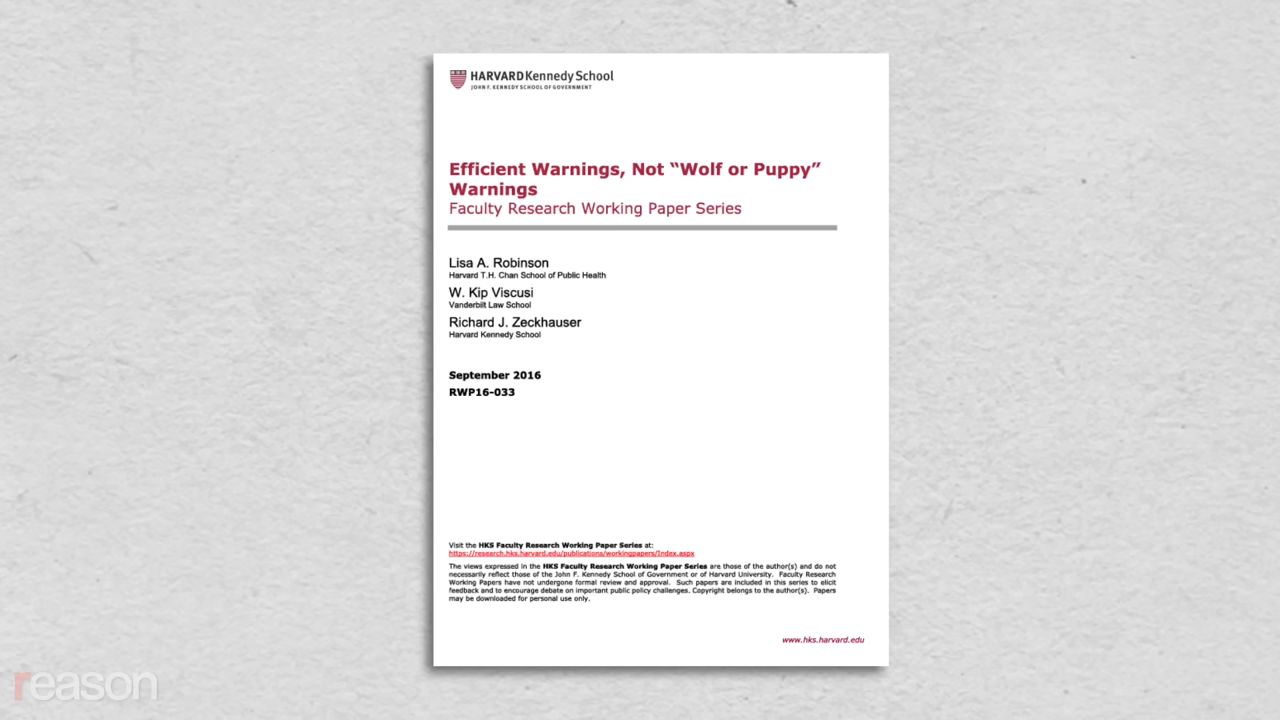 HARVARD Kennedy School
JOHN F. KENNEDY SCHOOL OF GOVERNMENT
Efficient Warnings, Not “Wolf or Puppy”
Warnings
Faculty Research Working Paper Series
Lisa A. Robinson
Harvard T.H. Chan School of Public Health
W. Kip Viscusi
Vanderbilt Law School
Richard J. Zeckhauser
Harvard Kennedy School
September 2016
RWP16-033
Visit the HKS Faculty Research Working Paper Series at:
https://research.hks.harvard.edu/publications/workingpapers/Index.aspx
The views expressed in the HKS Faculty Research Working Paper Series are those of the author(s) and do not
necessarily reflect those of the John F. Kennedy School of Government or of Harvard University. Faculty Research
Working Papers have not undergone formal review and approval. Such papers are included in this series to elicit
feedback and to encourage debate on important public policy challenges. Copyright belongs to the author(s). Papers
may be downloaded for personal use only.
www.hks.harvard.edu
reason